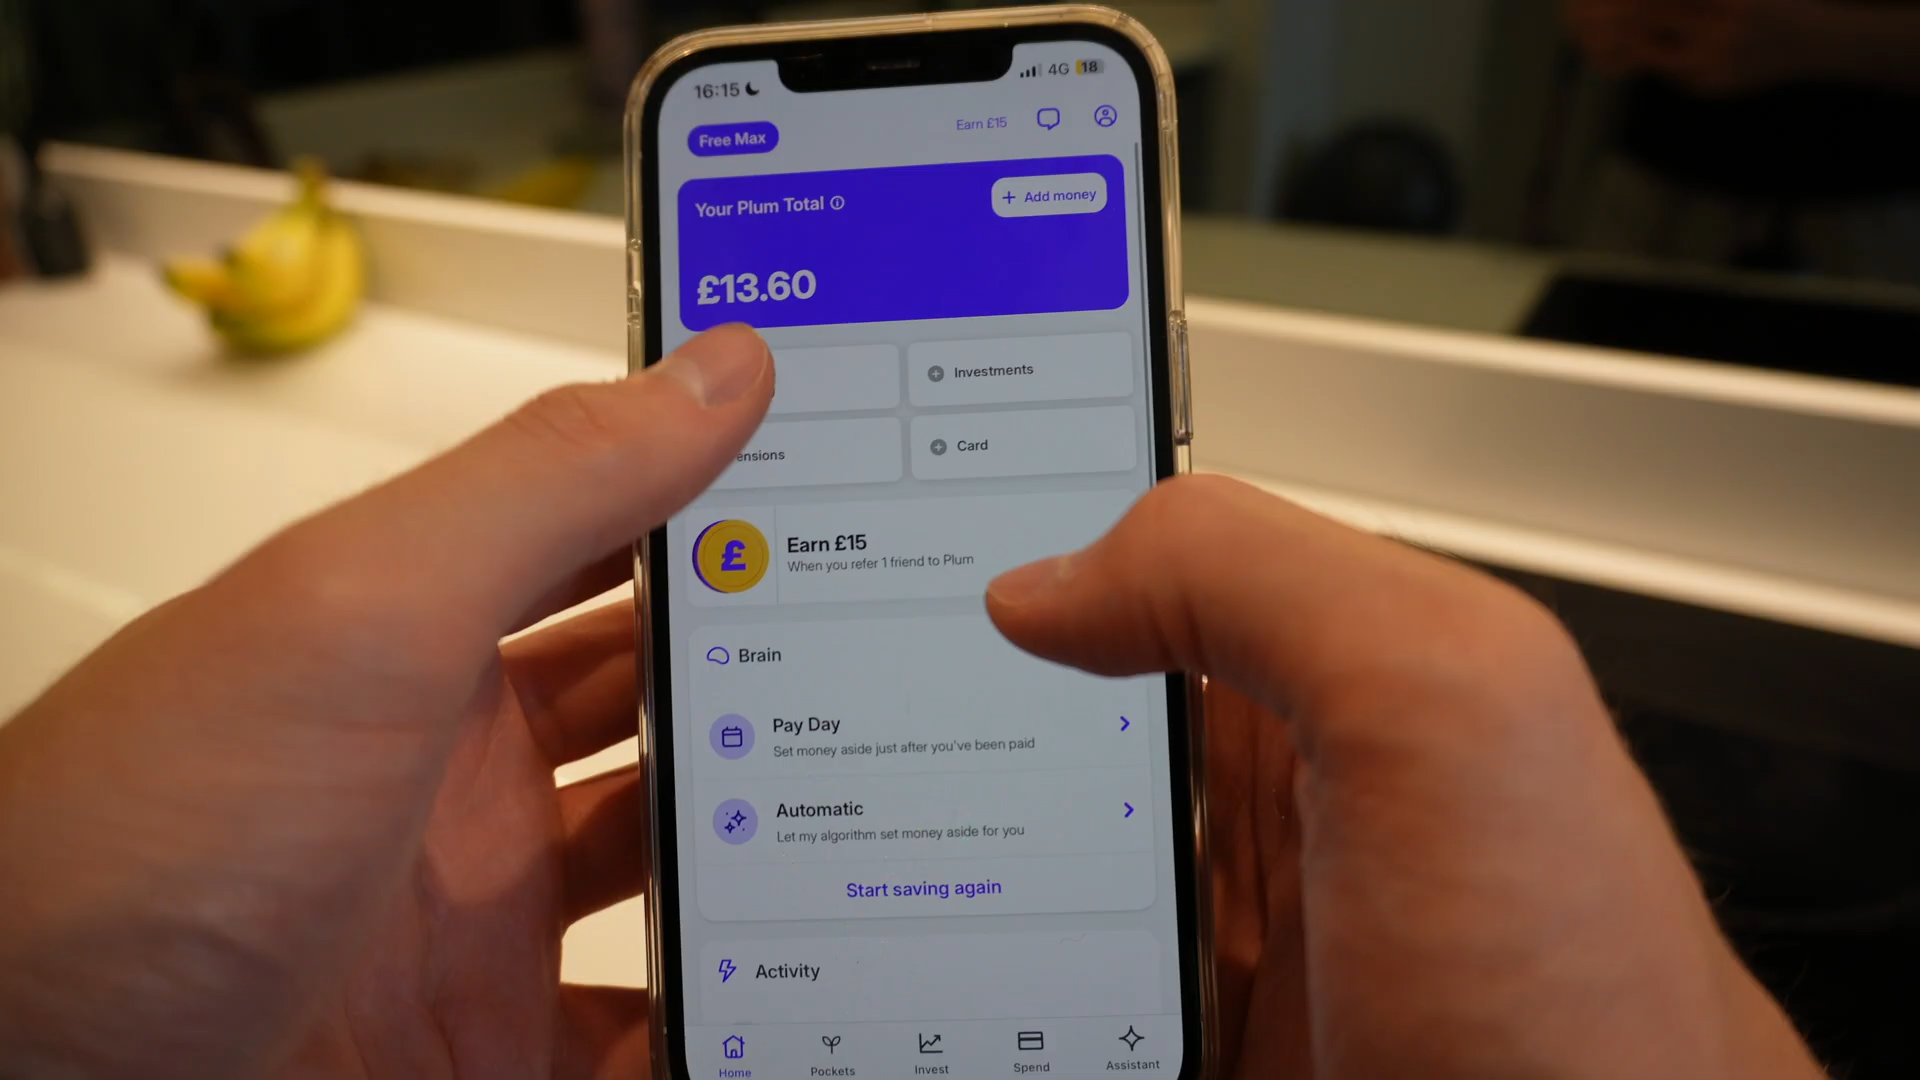 16:15
4G 18
Free Max
Earn £15
Your Plum Total
+ Add money
£13.60
Investments
ensions
Card
£
Earn £15
When you refer 1 friend to Plum
Brain
Pay Day
Set money aside just after you've been paid
Automatic
Let my algorithm set money aside for you
Start saving again
Activity
Home
Pockets
Invest
Spend
Assistant